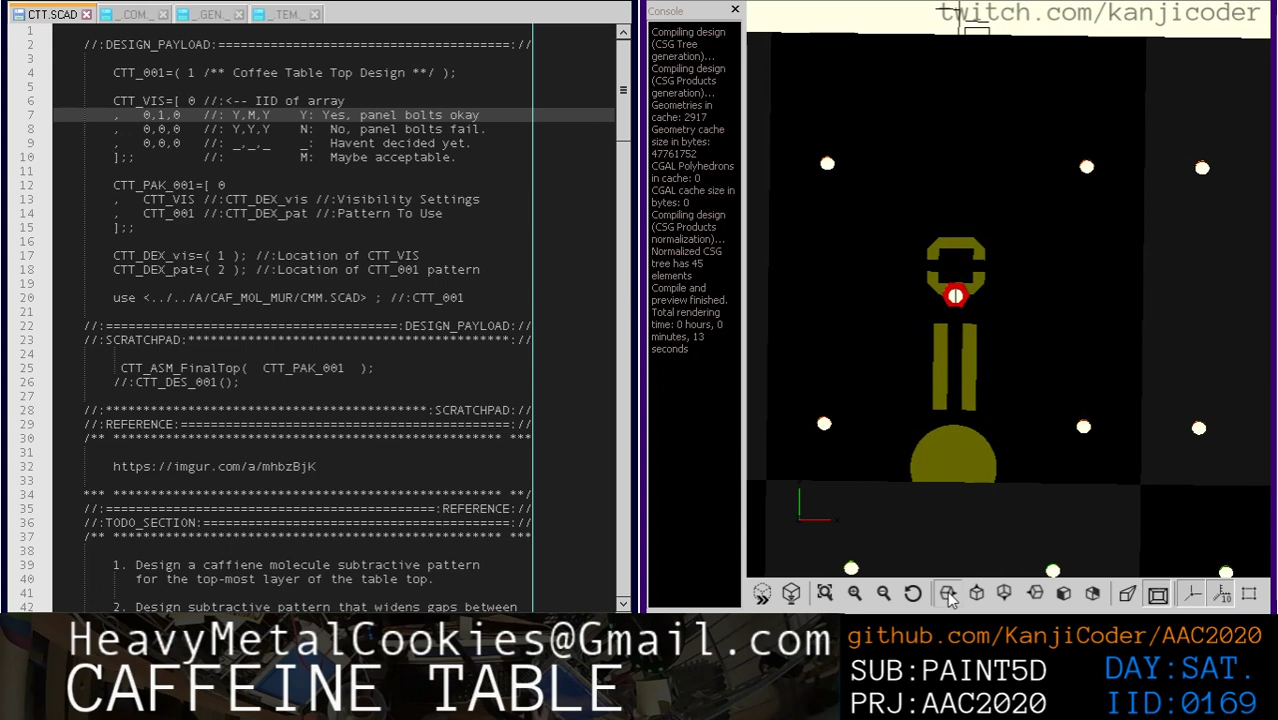 CTT.SCAD
_COM_
_GEN_
_TEM_
1
2 //:DESIGN_PAYLOAD:=====================================://
3
4 CTT_001=( 1 /** Coffee Table Top Design **/ );
5
6 CTT_VIS=[ 0 //:<-- IID of array
7 , 0,1,0 //: Y,M,Y Y: Yes, panel bolts okay
8 , 0,0,0 //: Y,Y,Y N: No, panel bolts fail.
9 , 0,0,0 //: _,_,_ _: Havent decided yet.
10 ];; //: M: Maybe acceptable.
11
12 CTT_PAK_001=[ 0
13 , CTT_VIS //:CTT_DEX_vis //:Visibility Settings
14 , CTT_001 //:CTT_DEX_pat //:Pattern To Use
15 ];;
16
17 CTT_DEX_vis=( 1 ); //:Location of CTT_VIS
18 CTT_DEX_pat=( 2 ); //:Location of CTT_001 pattern
19
20 use <../../A/CAF_MOL_MUR/CMM.SCAD> ; //:CTT_001
21
22 //:=====================================:DESIGN_PAYLOAD://
23 //:SCRATCHPAD:*****************************************://
24
25 CTT_ASM_FinalTop( CTT_PAK_001 );
26 //:CTT_DES_001();
27
28 //:*****************************************:SCRATCHPAD://
29 //:REFERENCE:==========================================://
30 /** ************************************************** ***
31
32 https://imgur.com/a/mhbzBjK
33
34 *** ************************************************** **/
35 //:==========================================:REFERENCE://
36 //:TODO_SECTION:=======================================://
37 /** ************************************************** ***
38
39 1. Design a caffiene molecule subtractive pattern
40 for the top-most layer of the table top.
41
42 2. Design subtractive pattern that widens gaps between
Console
Compiling design
(CSG Tree
generation)...
Compiling design
(CSG Products
generation)...
Geometries in
cache: 2917
Geometry cache
size in bytes:
47761752
CGAL Polyhedrons
in cache: 0
CGAL cache size in
bytes: 0
Compiling design
(CSG Products
normalization)...
Normalized CSG
tree has 45
elements
Compile and
preview finished.
Total rendering
time: 0 hours, 0
minutes, 13
seconds
twitch.com/kanjicoder
10
HeavyMetalCookies@Gmail.com
CAFFEINE TABLE
github.com/KanjiCoder/AAC2020
SUB:PAINT5D DAY:SAT.
PRJ:AAC2020 IID:0169